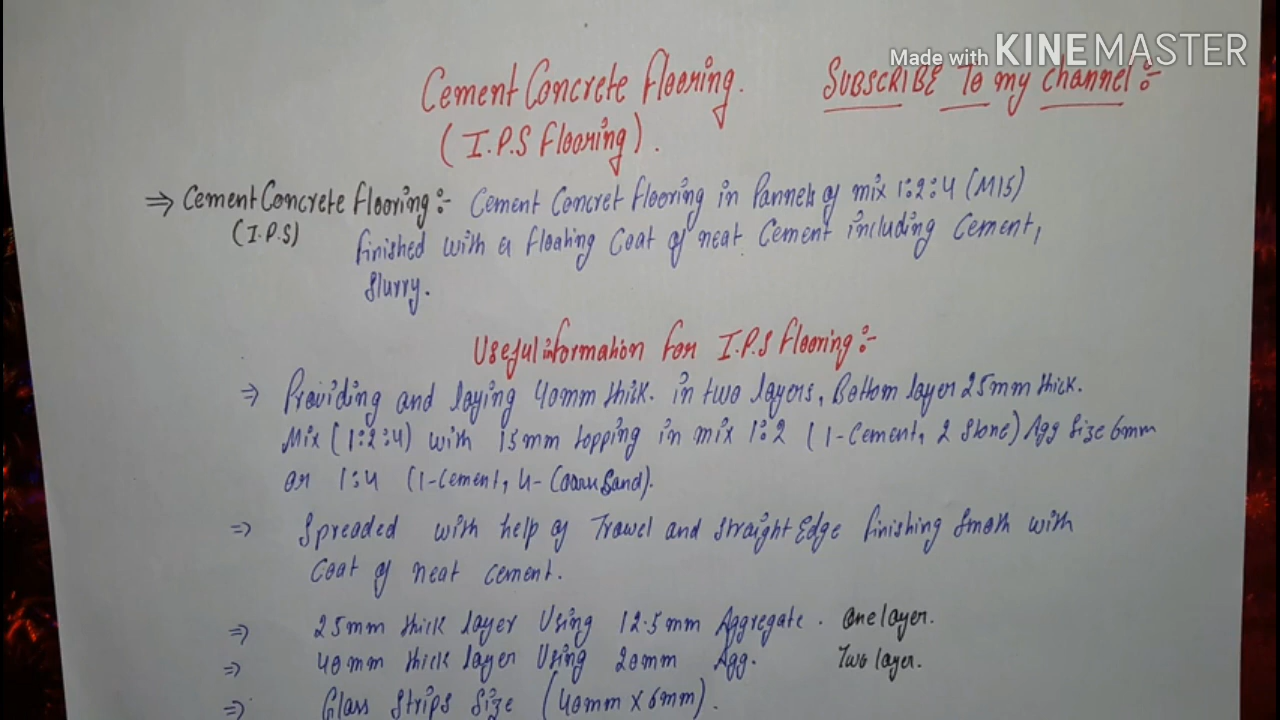 Made with KINEMASTER
Cement Concrete Flooring. SUBSCRIBE To my Channel:-
(I.P.S Flooring).
⇒ Cement Concrete Flooring:- Cement Concret Flooring in Pannels of mix 1:2:4 (M15)
(I.P.S) finished with a floating Coat of neat Cement including Cement,
Slurry.
Useful information For I.P.S Flooring:-
⇒ Providing and laying 40mm thick. in two layers, Bottom layer 25mm thick.
Mix (1:2:4) with 15mm topping in mix 1:2 (1-Cement, 2 Stone) Agg Size 6mm
or 1:4 (1-Cement, 4- Coarse Sand).
⇒ Spreaded with help of Trowel and straight Edge finishing Smoth with
Coat of neat cement.
⇒ 25mm thick layer Using 12.5mm Aggregate. One layer.
⇒ 40mm thick layer Using 20mm Agg. Two layer.
⇒ Glass Strips Size (40mm X 6mm).